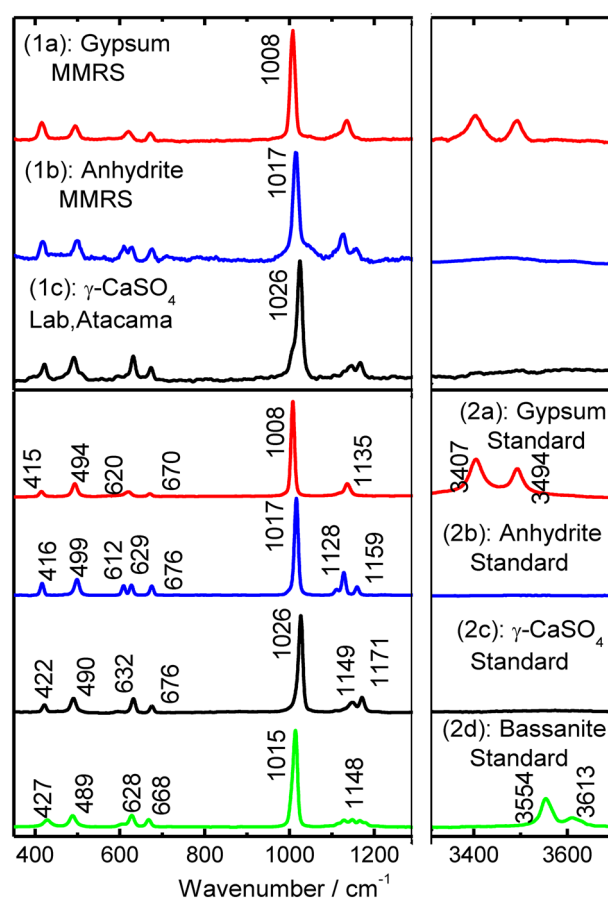 (1a): Gypsum
MMRS
1008
(1b): Anhydrite
MMRS
1017
(1c): γ-CaSO4
Lab,Atacama
1026
(2a): Gypsum
Standard
415
494
620
670
1008
1135
3407
3494
(2b): Anhydrite
Standard
416
499
612
629
676
1017
1128
1159
(2c): γ-CaSO4
Standard
422
490
632
676
1026
1149
1171
(2d): Bassanite
Standard
427
489
628
668
1015
1148
3554
3613
400 600 800 1000 1200 3400 3600
Wavenumber / cm-1